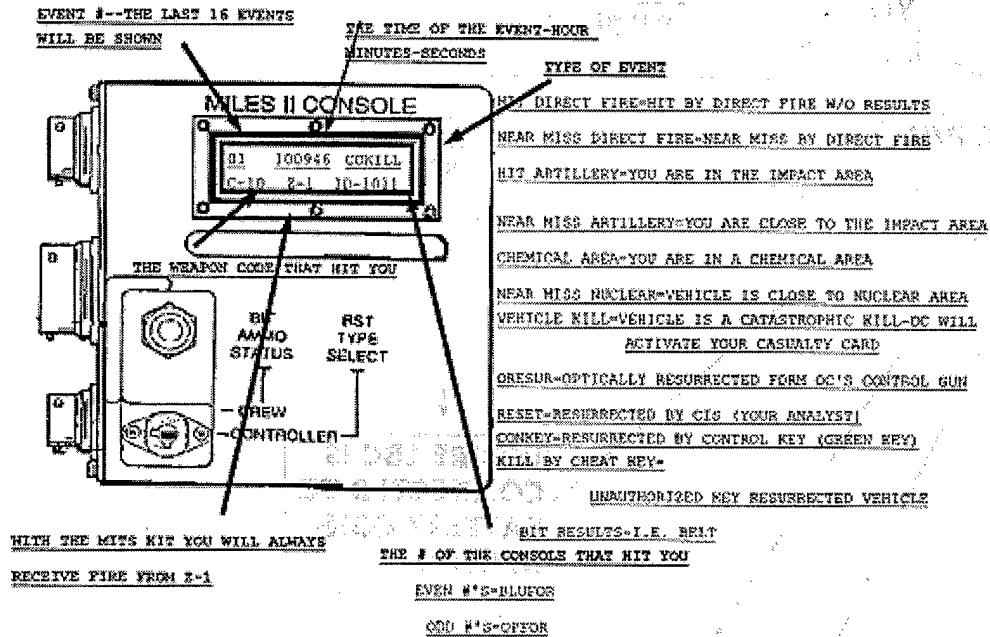 EVENT #--THE LAST 16 EVENTS
WILL BE SHOWN
THE TIME OF THE EVENT-HOUR
MINUTES-SECONDS
TYPE OF EVENT
MILES II CONSOLE
01 100946 COKILL
C-10 Z-1 ID-1011
THE WEAPON CODE THAT HIT YOU
BIT
AMMO
STATUS
RST
TYPE
SELECT
CREW
CONTROLLER
HIT DIRECT FIRE=HIT BY DIRECT FIRE W/O RESULTS
NEAR MISS DIRECT FIRE=NEAR MISS BY DIRECT FIRE
HIT ARTILLERY=YOU ARE IN THE IMPACT AREA
NEAR MISS ARTILLERY=YOU ARE CLOSE TO THE IMPACT AREA
CHEMICAL AREA=YOU ARE IN A CHEMICAL AREA
NEAR MISS NUCLEAR=VEHICLE IS CLOSE TO NUCLEAR AREA
VEHICLE KILL=VEHICLE IS A CATASTROPHIC KILL-OC WILL
ACTIVATE YOUR CASUALTY CARD
ORESUR=OPTICALLY RESURRECTED FORM OC'S CONTROL GUN
RESET=RESURRECTED BY CIS (YOUR ANALYST)
CONKEY=RESURRECTED BY CONTROL KEY (GREEN KEY)
KILL BY CHEAT KEY=
UNAUTHORIZED KEY RESURRECTED VEHICLE
BIT RESULTS=I.E. BELT
WITH THE MITS KIT YOU WILL ALWAYS
RECEIVE FIRE FROM Z-1
THE # OF THE CONSOLE THAT HIT YOU
EVEN #'S=BLUFOR
ODD #'S=OPFOR